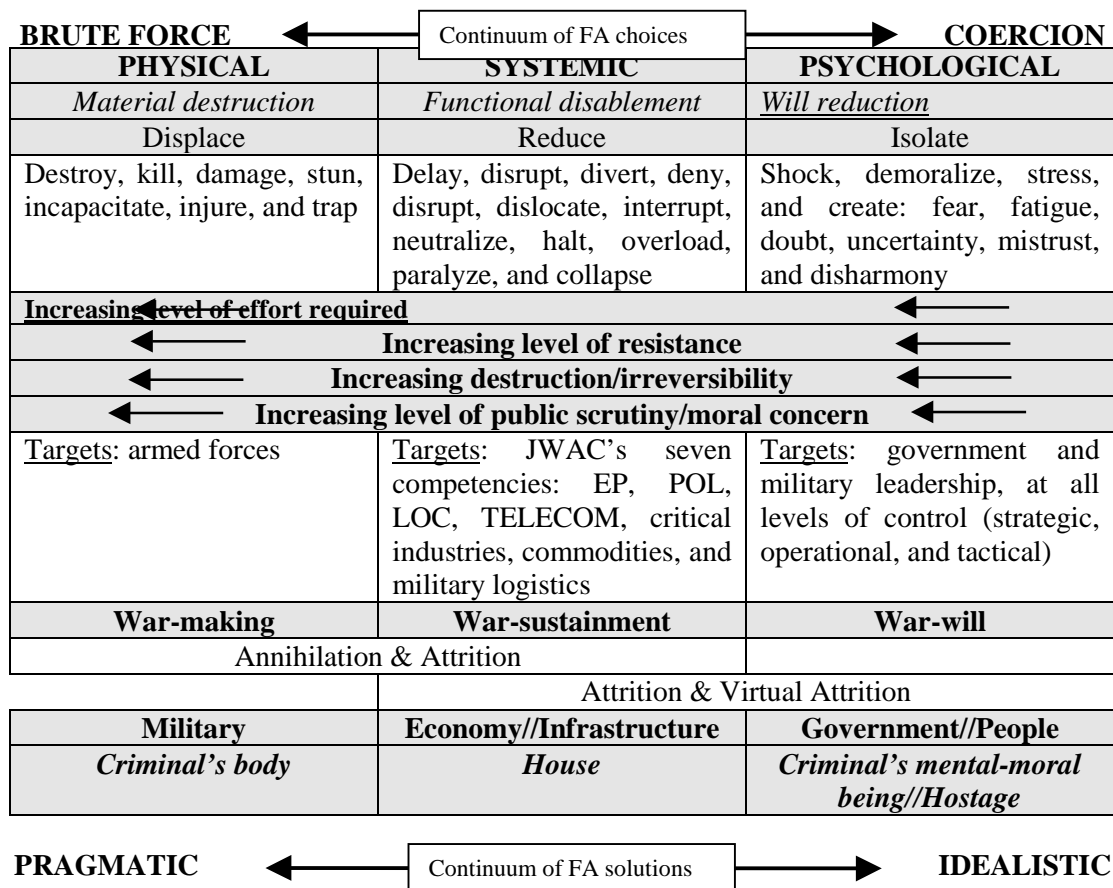 BRUTE FORCE Continuum of FA choices COERCION
PHYSICAL SYSTEMIC PSYCHOLOGICAL
Material destruction Functional disablement Will reduction
Displace Reduce Isolate
Destroy, kill, damage, stun,
incapacitate, injure, and trap
Delay, disrupt, divert, deny,
disrupt, dislocate, interrupt,
neutralize, halt, overload,
paralyze, and collapse
Shock, demoralize, stress,
and create: fear, fatigue,
doubt, uncertainty, mistrust,
and disharmony
Increasing level of effort required
Increasing level of resistance
Increasing destruction/irreversibility
Increasing level of public scrutiny/moral concern
Targets: armed forces
Targets: JWAC’s seven
competencies: EP, POL,
LOC, TELECOM, critical
industries, commodities, and
military logistics
Targets: government and
military leadership, at all
levels of control (strategic,
operational, and tactical)
War-making War-sustainment War-will
Annihilation & Attrition
Attrition & Virtual Attrition
Military Economy//Infrastructure Government//People
Criminal’s body House Criminal’s mental-moral
being//Hostage
PRAGMATIC Continuum of FA solutions IDEALISTIC